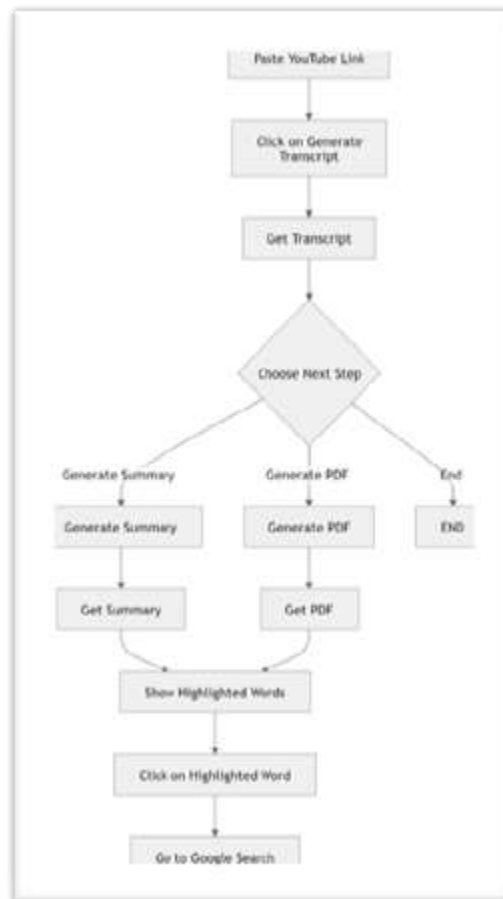 Paste YouTube Link
Click on Generate
Transcript
Get Transcript
Choose Next Step
Generate Summary
Generate PDF
End
Generate Summary
Generate PDF
END
Get Summary
Get PDF
Show Highlighted Words
Click on Highlighted Word
Go to Google Search